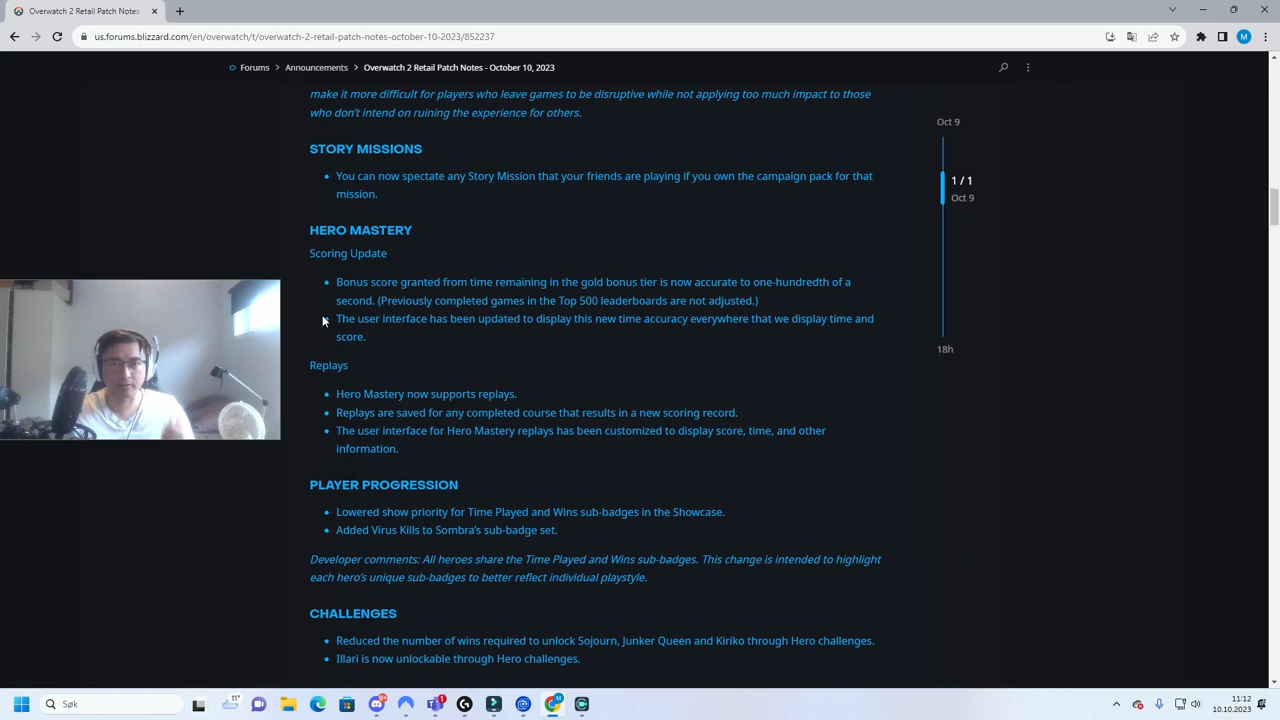 Overwatch 2 Retail Patch Notes
us.forums.blizzard.com/en/overwatch/t/overwatch-2-retail-patch-notes-october-10-2023/852237
M
Forums > Announcements > Overwatch 2 Retail Patch Notes - October 10, 2023
make it more difficult for players who leave games to be disruptive while not applying too much impact to those
who don’t intend on ruining the experience for others.
Oct 9
STORY MISSIONS
You can now spectate any Story Mission that your friends are playing if you own the campaign pack for that
mission.
1 / 1
Oct 9
HERO MASTERY
Scoring Update
Bonus score granted from time remaining in the gold bonus tier is now accurate to one-hundredth of a
second. (Previously completed games in the Top 500 leaderboards are not adjusted.)
The user interface has been updated to display this new time accuracy everywhere that we display time and
score.
18h
Replays
Hero Mastery now supports replays.
Replays are saved for any completed course that results in a new scoring record.
The user interface for Hero Mastery replays has been customized to display score, time, and other
information.
PLAYER PROGRESSION
Lowered show priority for Time Played and Wins sub-badges in the Showcase.
Added Virus Kills to Sombra’s sub-badge set.
Developer comments: All heroes share the Time Played and Wins sub-badges. This change is intended to highlight
each hero’s unique sub-badges to better reflect individual playstyle.
CHALLENGES
Reduced the number of wins required to unlock Sojourn, Junker Queen and Kiriko through Hero challenges.
Illari is now unlockable through Hero challenges.
Søk
11°
11:12
10.10.2023